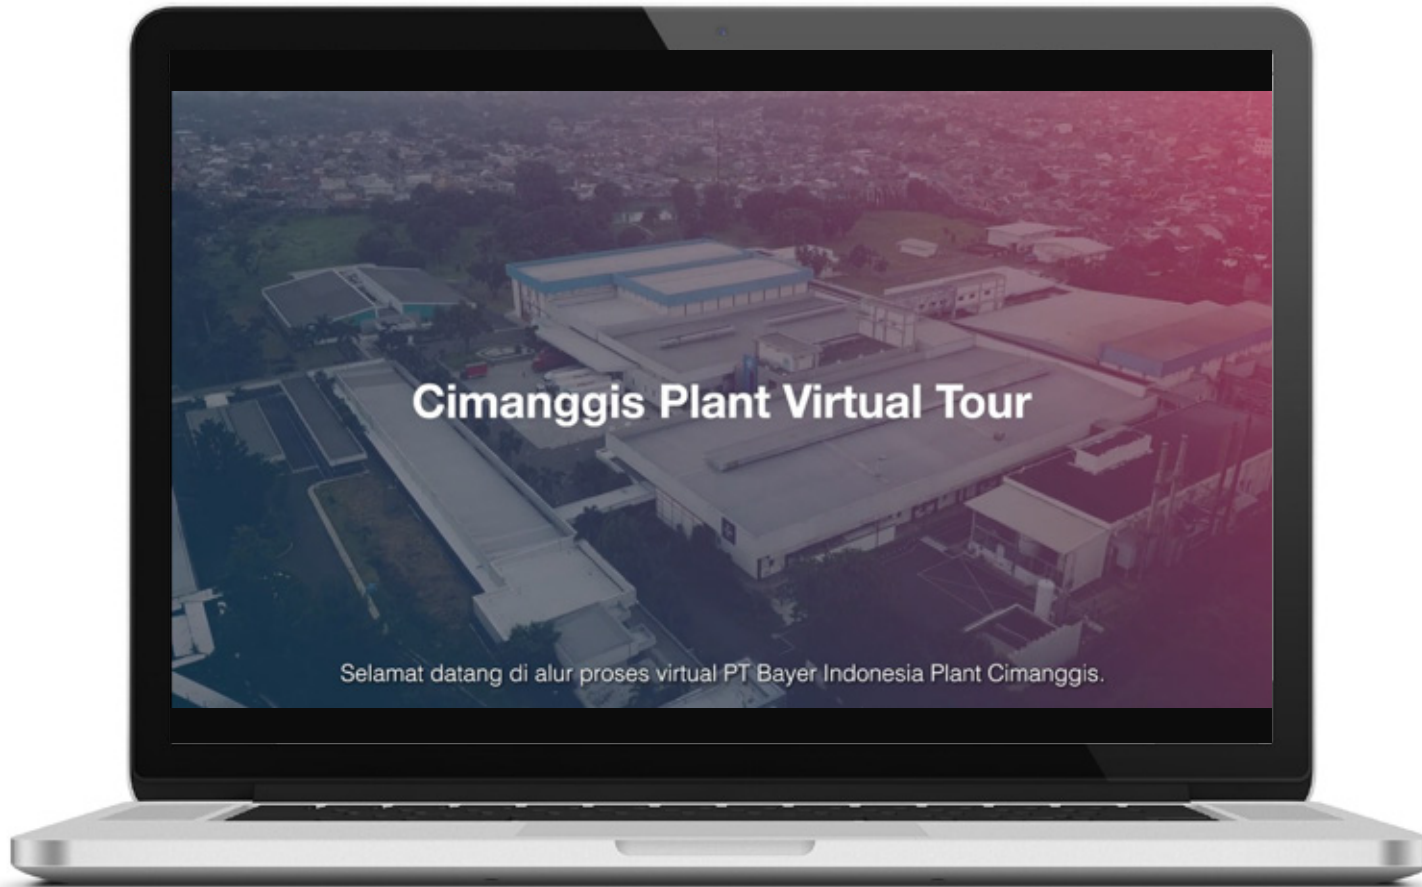 Cimanggis Plant Virtual Tour
Selamat datang di alur proses virtual PT Bayer Indonesia Plant Cimanggis.